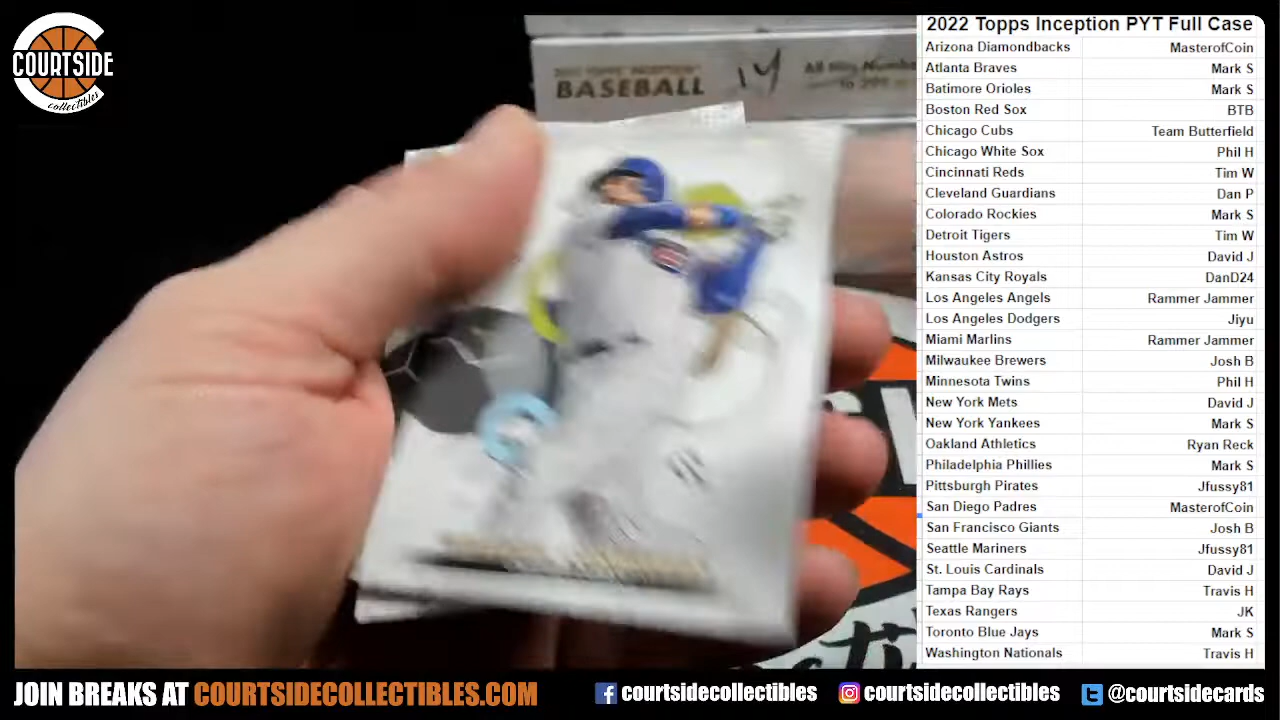 COURTSIDE
collectibles
BASEBALL 14
2022 Topps Inception PYT Full Case
Arizona Diamondbacks MasterofCoin
Atlanta Braves Mark S
Batimore Orioles Mark S
Boston Red Sox BTB
Chicago Cubs Team Butterfield
Chicago White Sox Phil H
Cincinnati Reds Tim W
Cleveland Guardians Dan P
Colorado Rockies Mark S
Detroit Tigers Tim W
Houston Astros David J
Kansas City Royals DanD24
Los Angeles Angels Rammer Jammer
Los Angeles Dodgers Jiyu
Miami Marlins Rammer Jammer
Milwaukee Brewers Josh B
Minnesota Twins Phil H
New York Mets David J
New York Yankees Mark S
Oakland Athletics Ryan Reck
Philadelphia Phillies Mark S
Pittsburgh Pirates Jfussy81
San Diego Padres MasterofCoin
San Francisco Giants Josh B
Seattle Mariners Jfussy81
St. Louis Cardinals David J
Tampa Bay Rays Travis H
Texas Rangers JK
Toronto Blue Jays Mark S
Washington Nationals Travis H
JOIN BREAKS AT COURTSIDECOLLECTIBLES.COM courtsidecollectibles courtsidecollectibles @courtsidecards